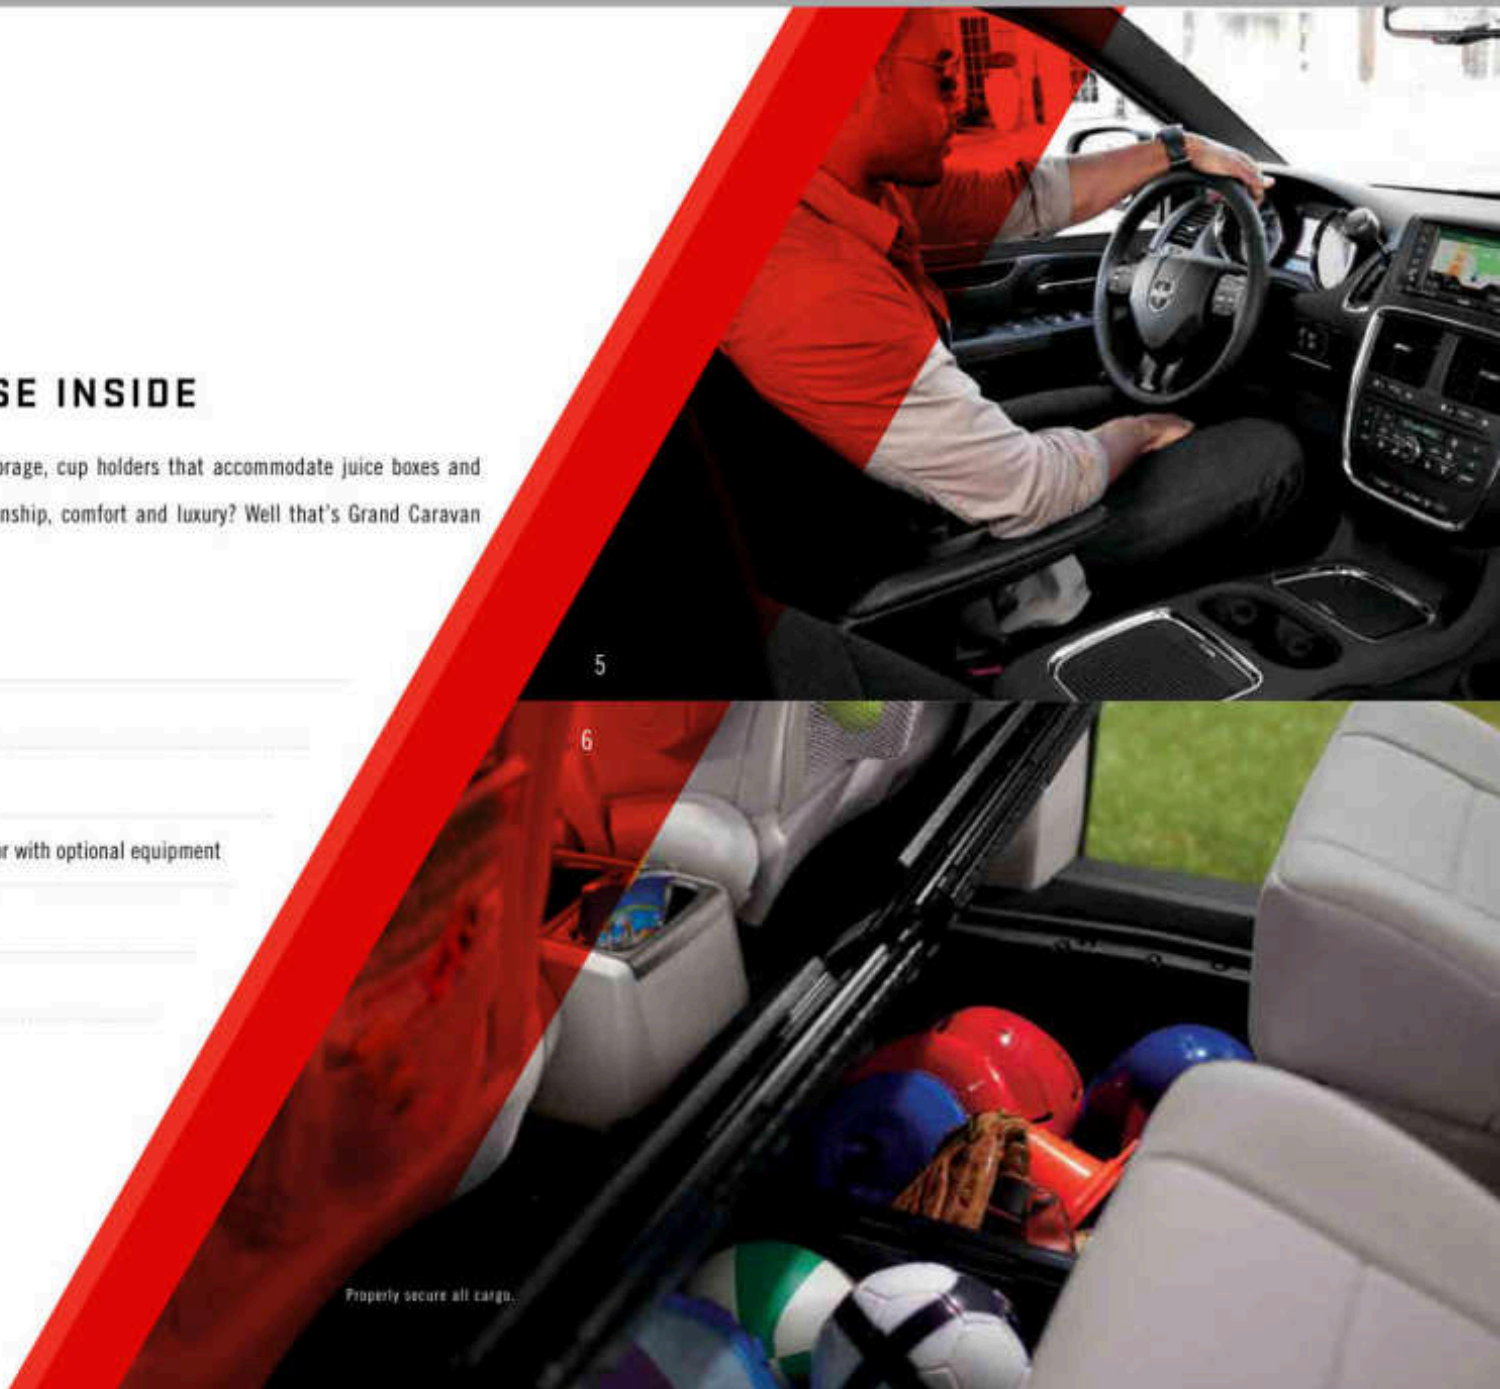 SE INSIDE
orage, cup holders that accommodate juice boxes and
nship, comfort and luxury? Well that's Grand Caravan
5
6
r with optional equipment
Properly secure all cargo.